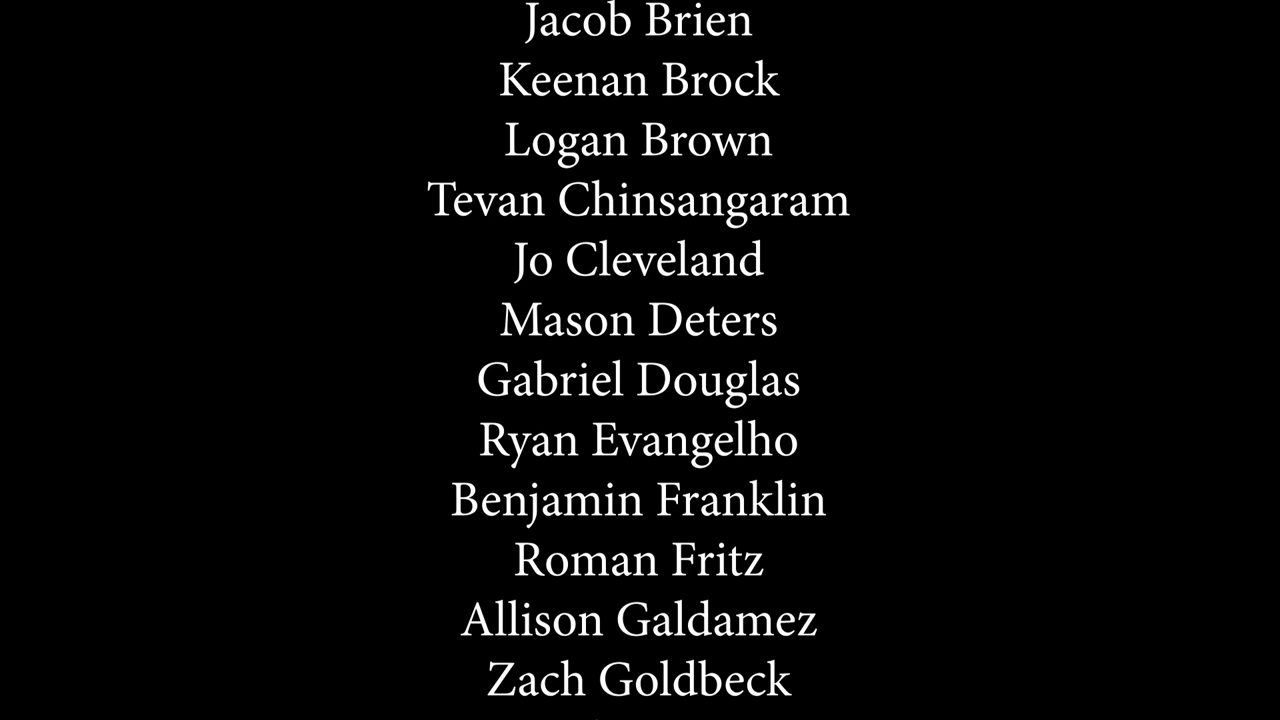 Jacob Brien
Keenan Brock
Logan Brown
Tevan Chinsangaram
Jo Cleveland
Mason Deters
Gabriel Douglas
Ryan Evangelho
Benjamin Franklin
Roman Fritz
Allison Galdamez
Zach Goldbeck